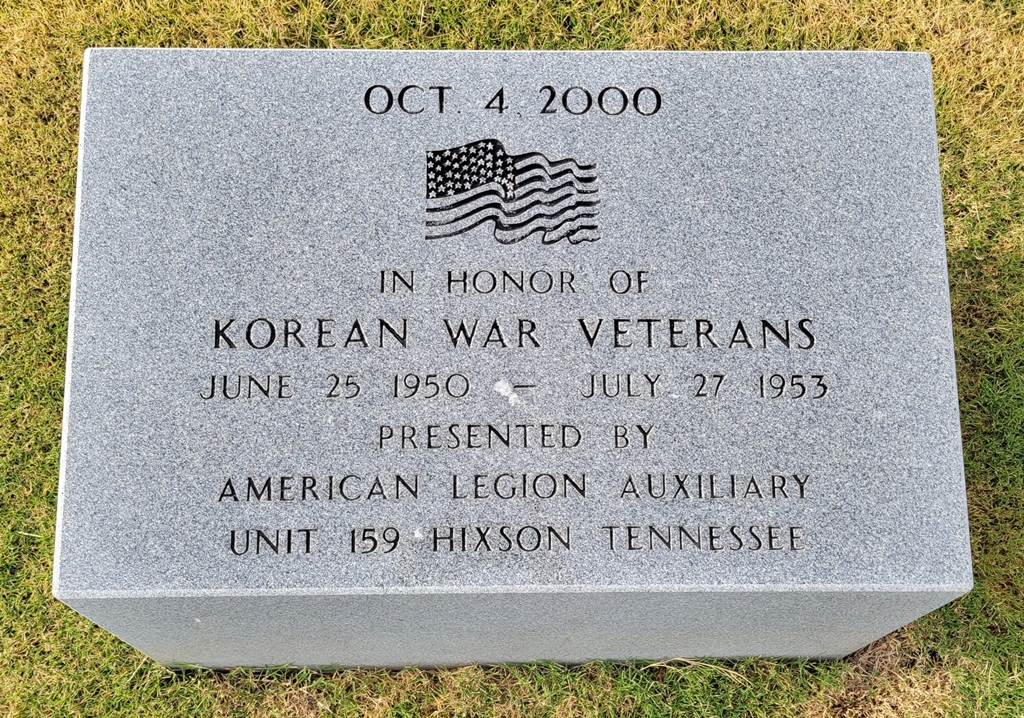 OCT. 4, 2000
IN HONOR OF
KOREAN WAR VETERANS
JUNE 25 1950 – JULY 27 1953
PRESENTED BY
AMERICAN LEGION AUXILIARY
UNIT 159 HIXSON TENNESSEE